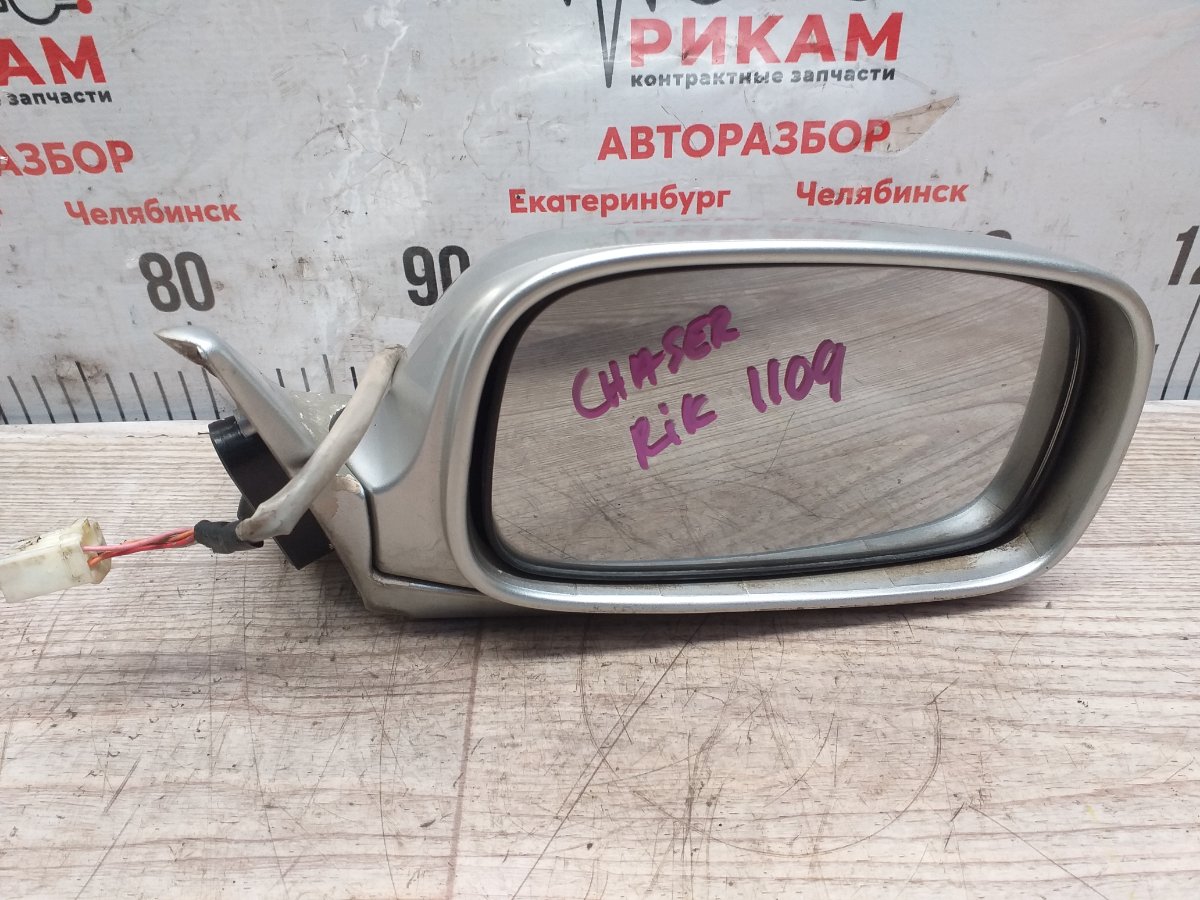 АМ
запчасти
АЗБОР
Челябинск
80
РИКАМ
контрактные запчасти
АВТОРАЗБОР
Екатеринбург Челябинск
90
CHASER
RiK 1109